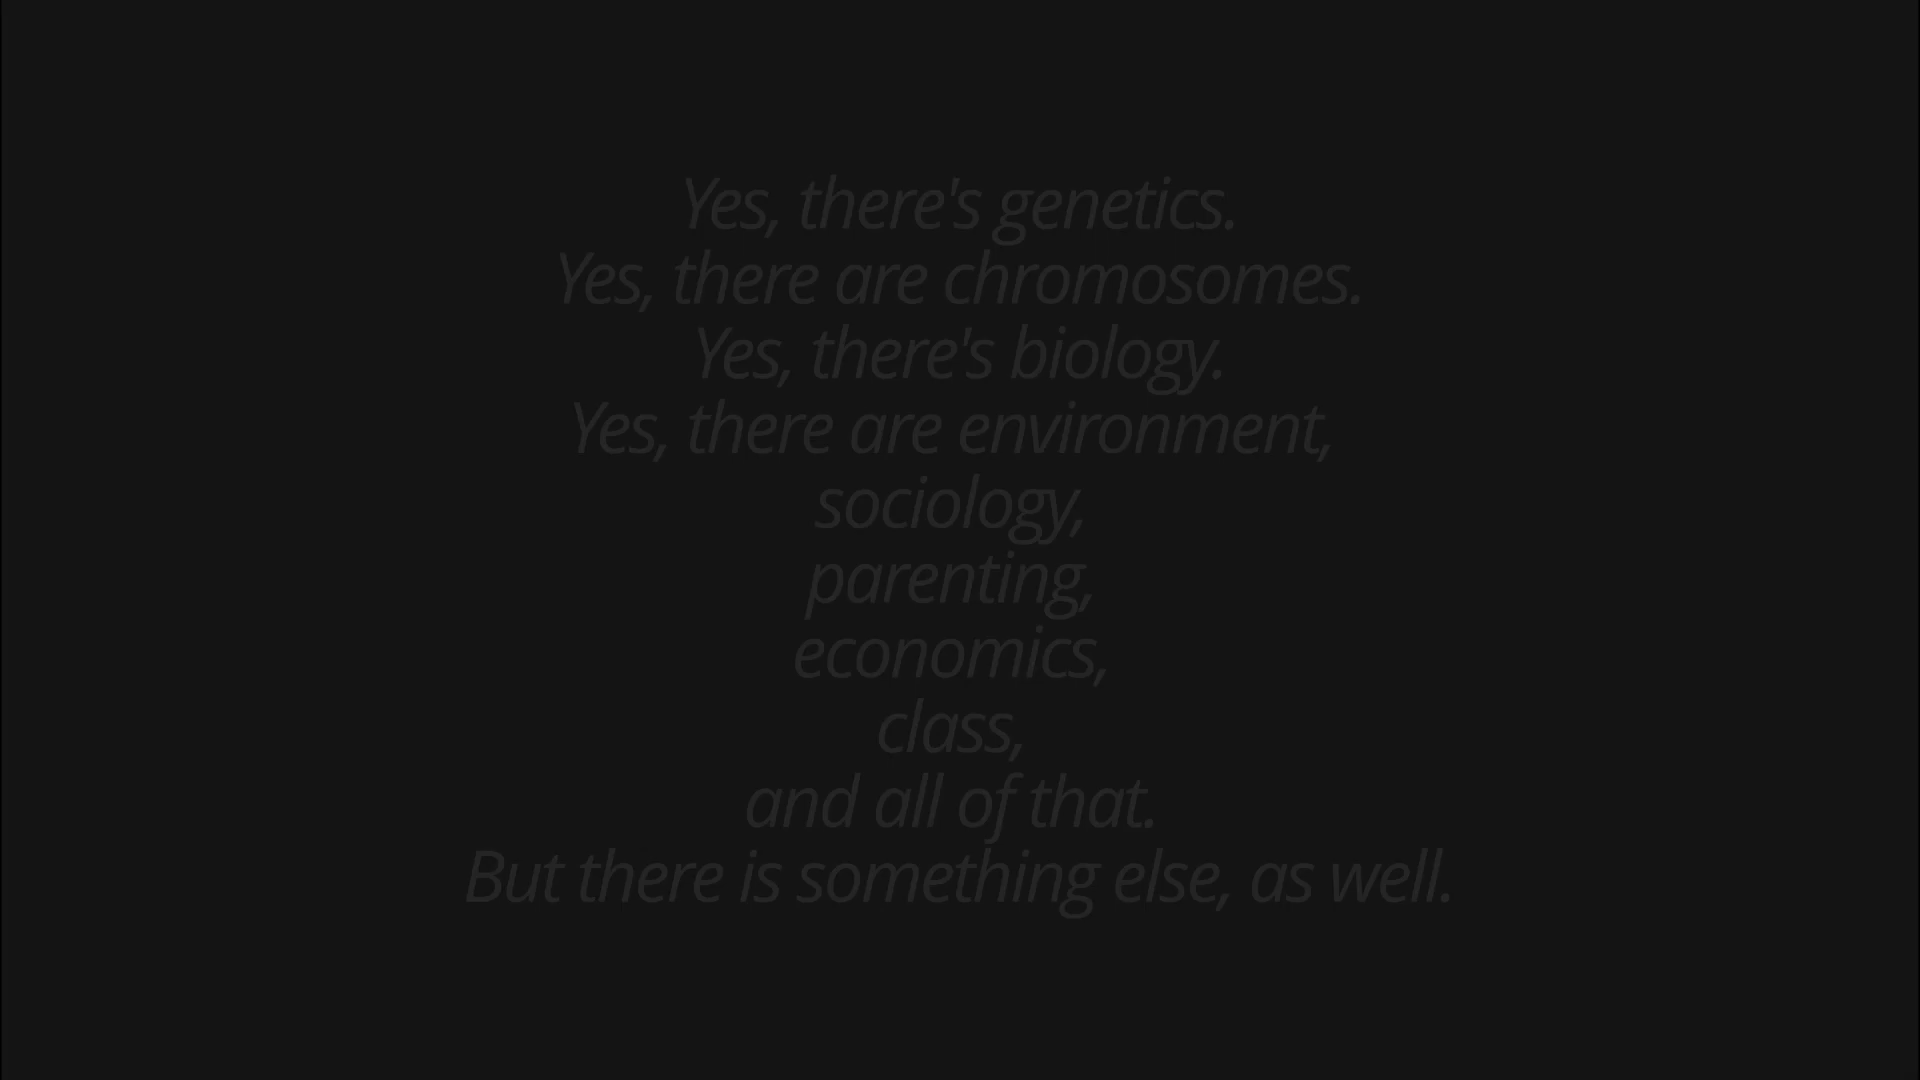 Yes, there's genetics.
Yes, there are chromosomes.
Yes, there's biology.
Yes, there are environment,
sociology,
parenting,
economics,
class,
and all of that.
But there is something else, as well.